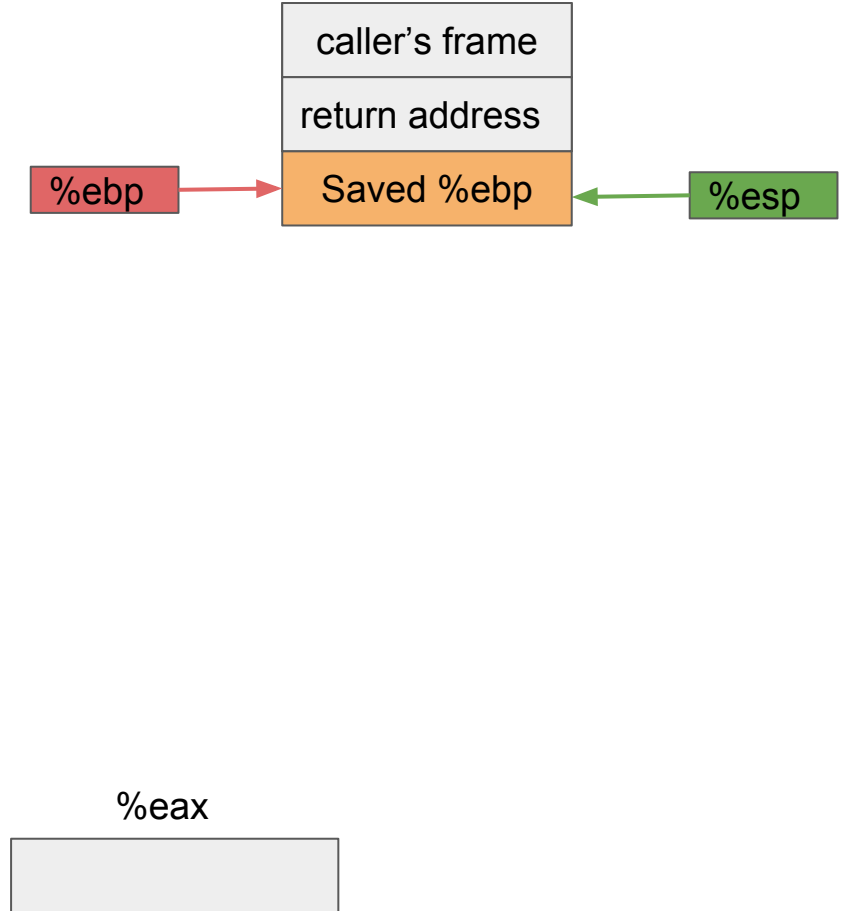 caller’s frame
return address
%ebp
Saved %ebp
%esp
%eax